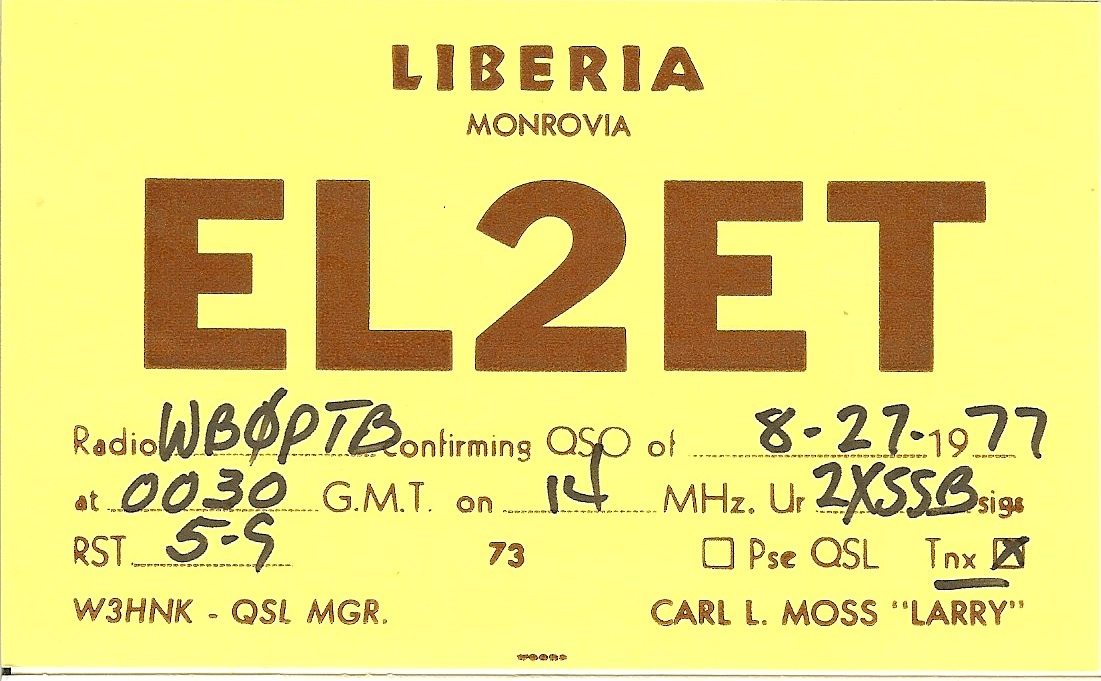 LIBERIA
MONROVIA
EL2ET
Radio WBØPTB Confirming QSO of 8-27-1977
at 0030 G.M.T. on 14 MHz. Ur 2XSSB sigs
RST 5-9 73 ☐ Pse QSL Tnx ☒
W3HNK - QSL MGR. CARL L. MOSS "LARRY"